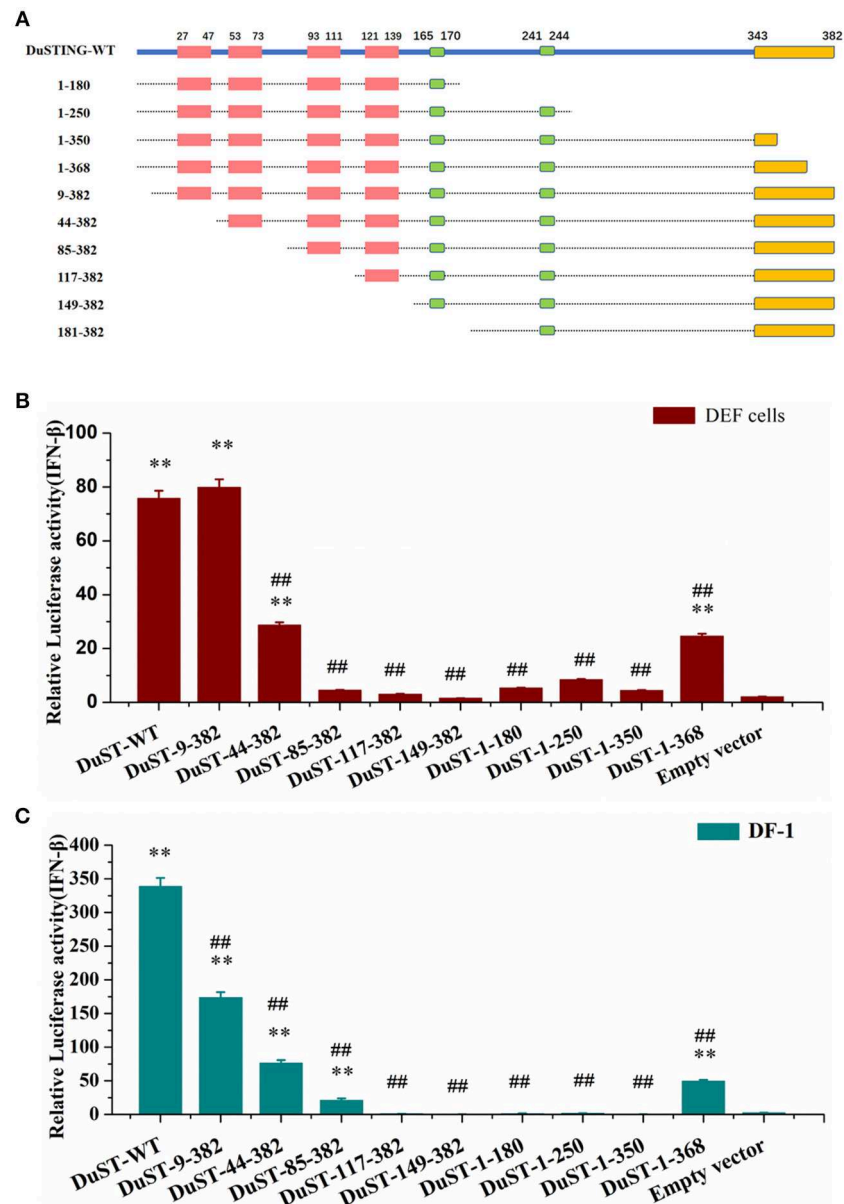 A
27 47 53 73 93 111 121 139 165 170 241 244 343 382
DuSTING-WT
1-180
1-250
1-350
1-368
9-382
44-382
85-382
117-382
149-382
181-382
B
DEF cells
Relative Luciferase activity(IFN-β)
100
80
60
40
20
0
** ** ## ** ## ## ## ## ## ## ## **
DuST-WT
DuST-9-382
DuST-44-382
DuST-85-382
DuST-117-382
DuST-149-382
DuST-1-180
DuST-1-250
DuST-1-350
DuST-1-368
Empty vector
C
DF-1
Relative Luciferase activity(IFN-β)
400
350
300
250
200
150
100
50
0
** ## ** ## ** ## ** ## ## ## ## ## ## **
DuST-WT
DuST-9-382
DuST-44-382
DuST-85-382
DuST-117-382
DuST-149-382
DuST-1-180
DuST-1-250
DuST-1-350
DuST-1-368
Empty vector